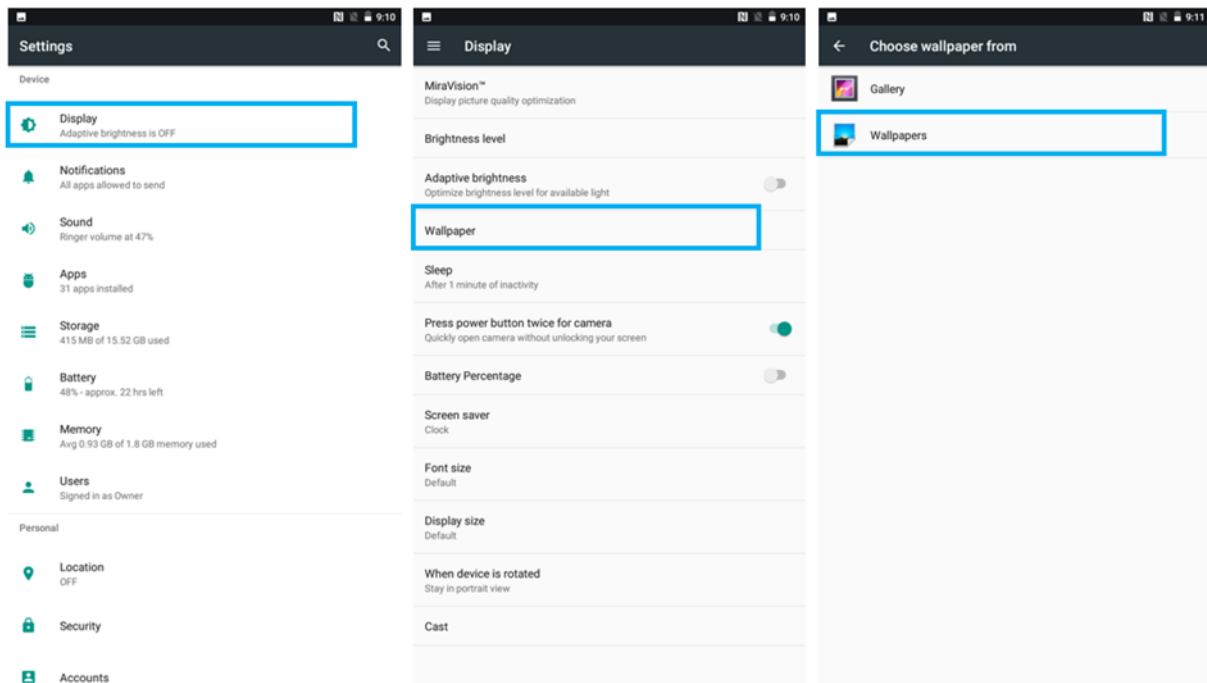 9:10
Settings
Device
Display
Adaptive brightness is OFF
Notifications
All apps allowed to send
Sound
Ringer volume at 47%
Apps
31 apps installed
Storage
415 MB of 15.52 GB used
Battery
48% - approx. 22 hrs left
Memory
Avg 0.93 GB of 1.8 GB memory used
Users
Signed in as Owner
Personal
Location
OFF
Security
Accounts
9:10
Display
MiraVision™
Display picture quality optimization
Brightness level
Adaptive brightness
Optimize brightness level for available light
Wallpaper
Sleep
After 1 minute of inactivity
Press power button twice for camera
Quickly open camera without unlocking your screen
Battery Percentage
Screen saver
Clock
Font size
Default
Display size
Default
When device is rotated
Stay in portrait view
Cast
9:11
Choose wallpaper from
Gallery
Wallpapers